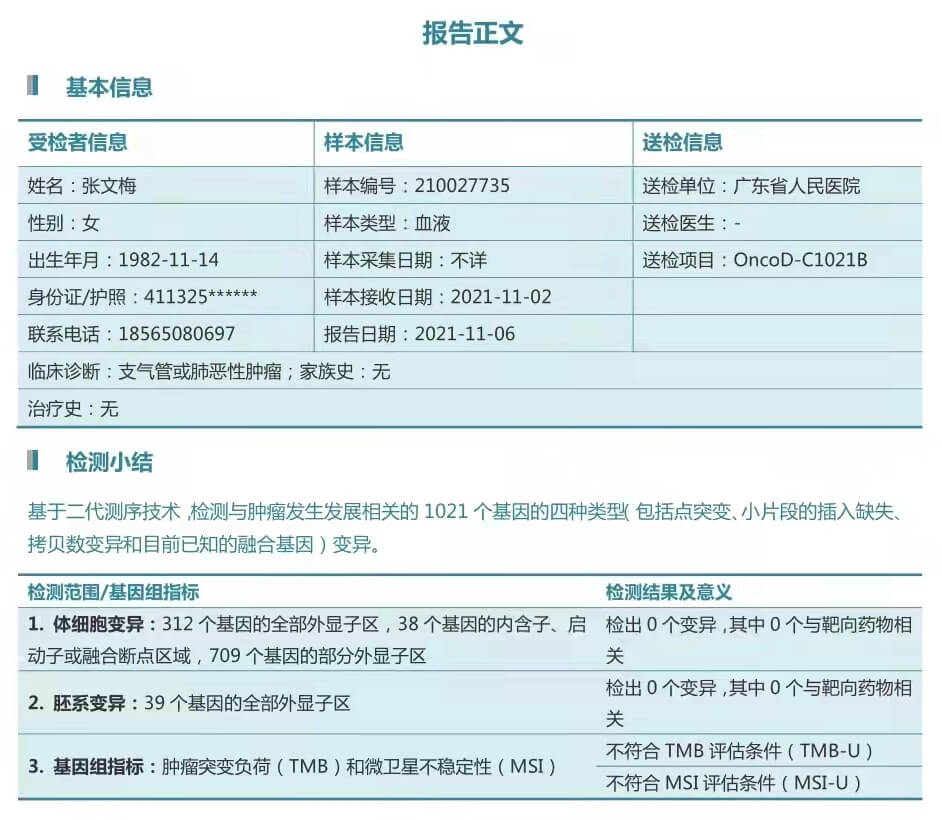 报告正文
基本信息
受检者信息 样本信息 送检信息
姓名：张文梅 样本编号：210027735 送检单位：广东省人民医院
性别：女 样本类型：血液 送检医生：-
出生年月：1982-11-14 样本采集日期：不详 送检项目：OncoD-C1021B
身份证/护照：411325****** 样本接收日期：2021-11-02
联系电话：18565080697 报告日期：2021-11-06
临床诊断：支气管或肺恶性肿瘤；家族史：无
治疗史：无
检测小结
基于二代测序技术，检测与肿瘤发生发展相关的 1021 个基因的四种类型（包括点突变、小片段的插入缺失、
拷贝数变异和目前已知的融合基因）变异。
检测范围/基因组指标 检测结果及意义
1. 体细胞变异：312 个基因的全部外显子区，38 个基因的内含子、启
动子或融合断点区域，709 个基因的部分外显子区
检出 0 个变异，其中 0 个与靶向药物相
关
2. 胚系变异：39 个基因的全部外显子区
检出 0 个变异，其中 0 个与靶向药物相
关
3. 基因组指标：肿瘤突变负荷（TMB）和微卫星不稳定性（MSI）
不符合 TMB 评估条件（TMB-U）
不符合 MSI 评估条件（MSI-U）